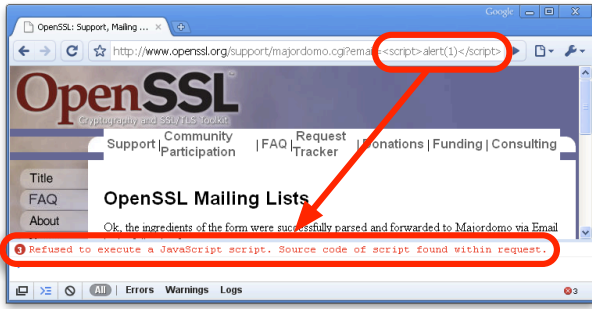 Google
OpenSSL: Support, Mailing ...
http://www.openssl.org/support/majordomo.cgi?email=<script>alert(1)</script>
OpenSSL
Cryptography and SSL/TLS Toolkit
Support | Community Participation | FAQ | Request Tracker | Donations | Funding | Consulting
Title
FAQ
About
OpenSSL Mailing Lists
Ok, the ingredients of the form were successfully parsed and forwarded to Majordomo via Email
Refused to execute a JavaScript script. Source code of script found within request.
All | Errors Warnings Logs
3